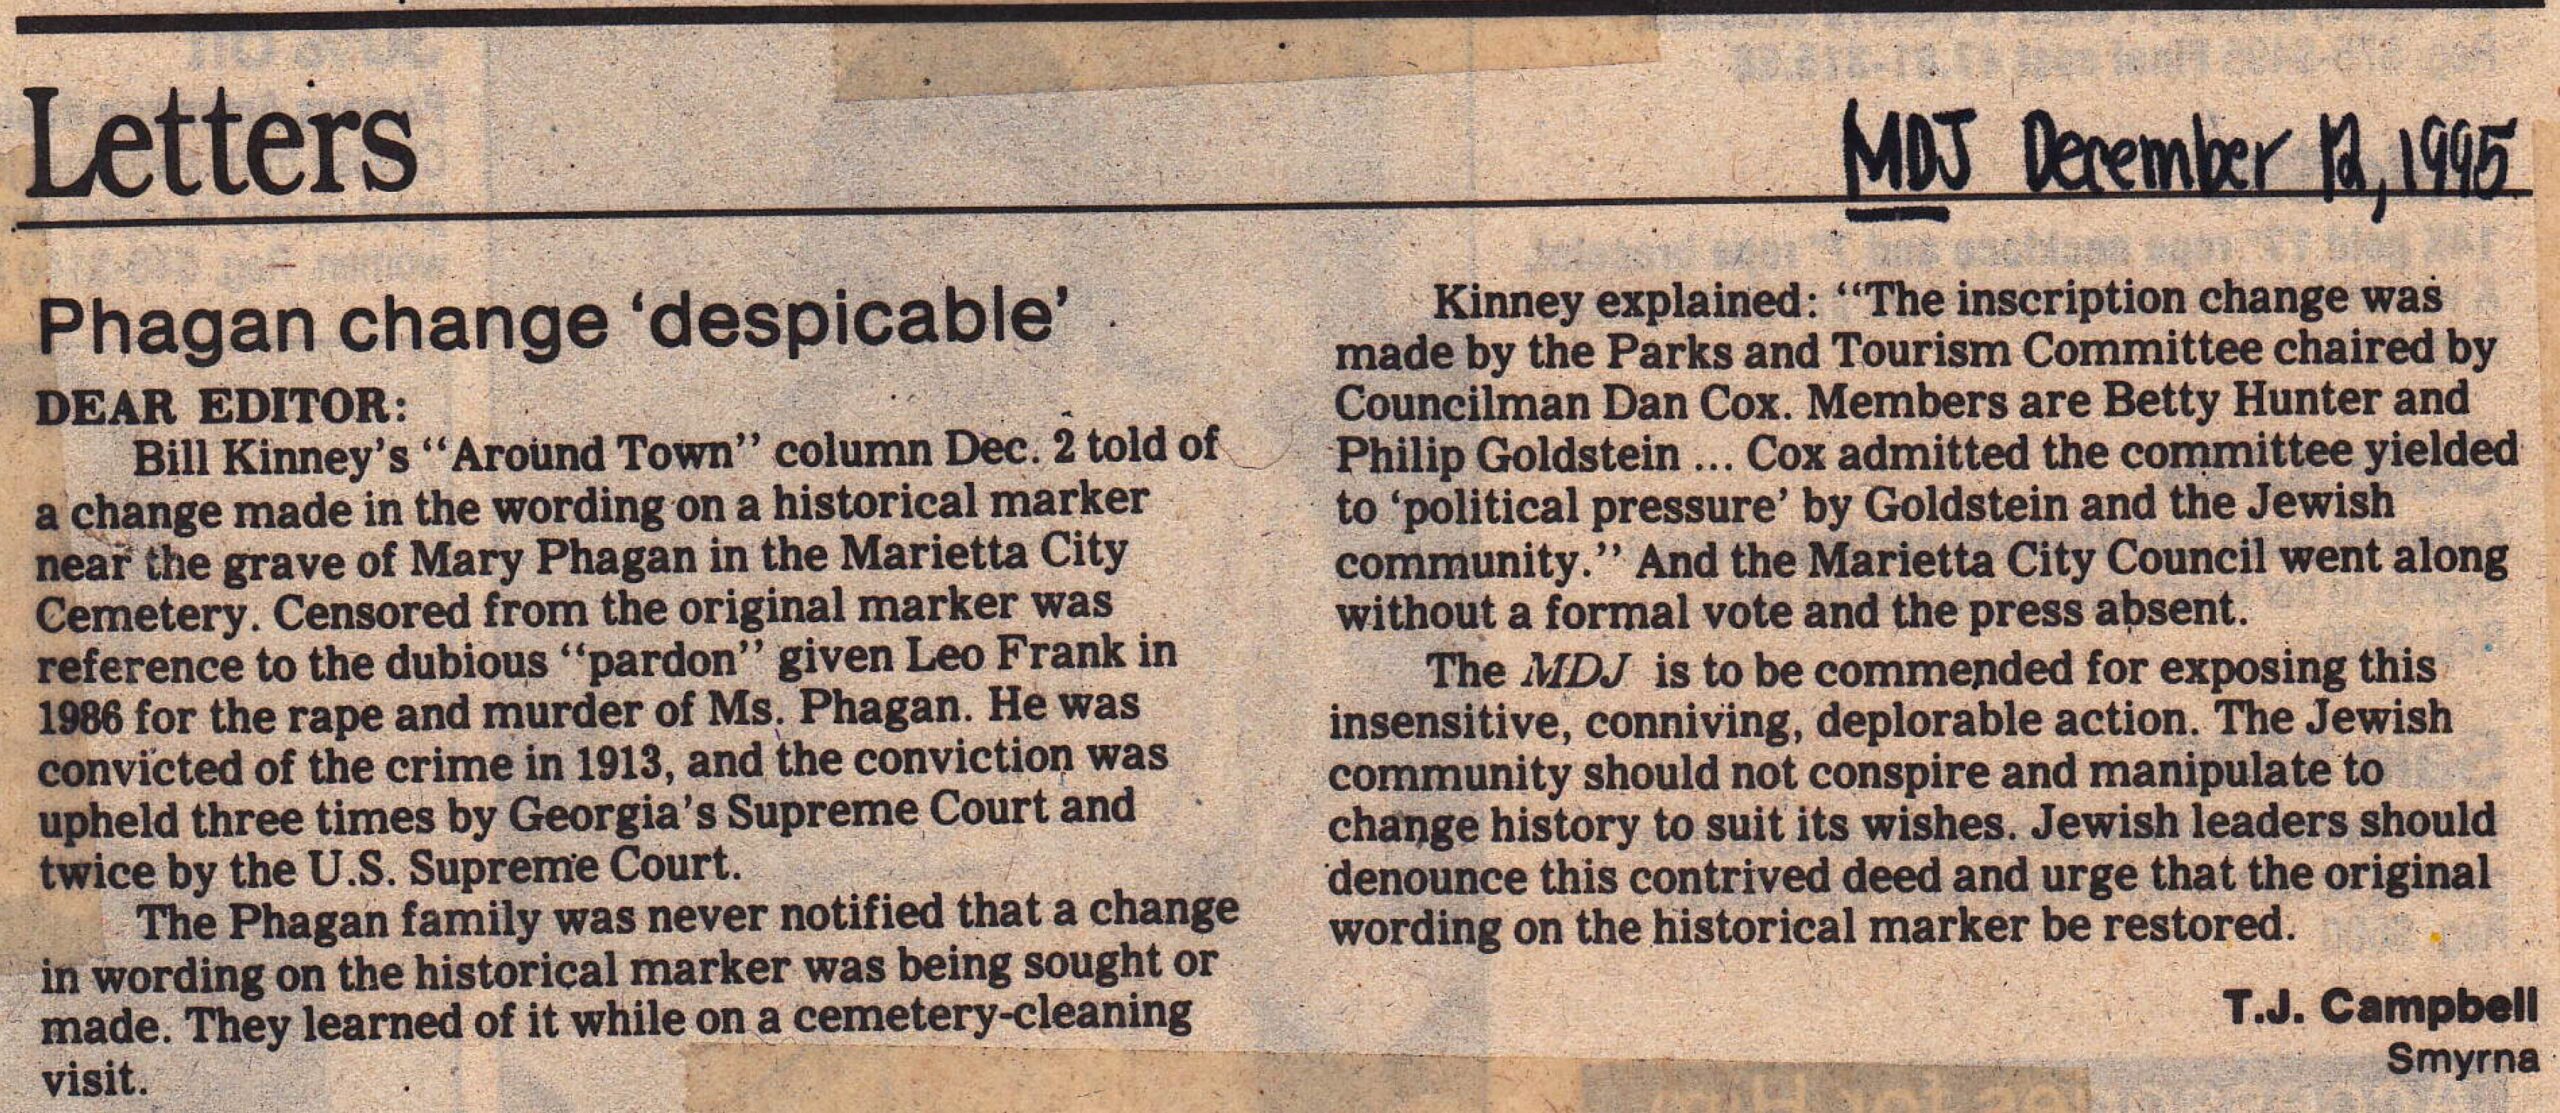 Letters
MDJ December 12, 1995
Phagan change ‘despicable’
DEAR EDITOR:
Bill Kinney’s “Around Town” column Dec. 2 told of
a change made in the wording on a historical marker
near the grave of Mary Phagan in the Marietta City
Cemetery. Censored from the original marker was
reference to the dubious “pardon” given Leo Frank in
1986 for the rape and murder of Ms. Phagan. He was
convicted of the crime in 1913, and the conviction was
upheld three times by Georgia’s Supreme Court and
twice by the U.S. Supreme Court.
The Phagan family was never notified that a change
in wording on the historical marker was being sought or
made. They learned of it while on a cemetery-cleaning
visit.
Kinney explained: “The inscription change was
made by the Parks and Tourism Committee chaired by
Councilman Dan Cox. Members are Betty Hunter and
Philip Goldstein ... Cox admitted the committee yielded
to ‘political pressure’ by Goldstein and the Jewish
community.” And the Marietta City Council went along
without a formal vote and the press absent.
The MDJ is to be commended for exposing this
insensitive, conniving, deplorable action. The Jewish
community should not conspire and manipulate to
change history to suit its wishes. Jewish leaders should
denounce this contrived deed and urge that the original
wording on the historical marker be restored.
T.J. Campbell
Smyrna